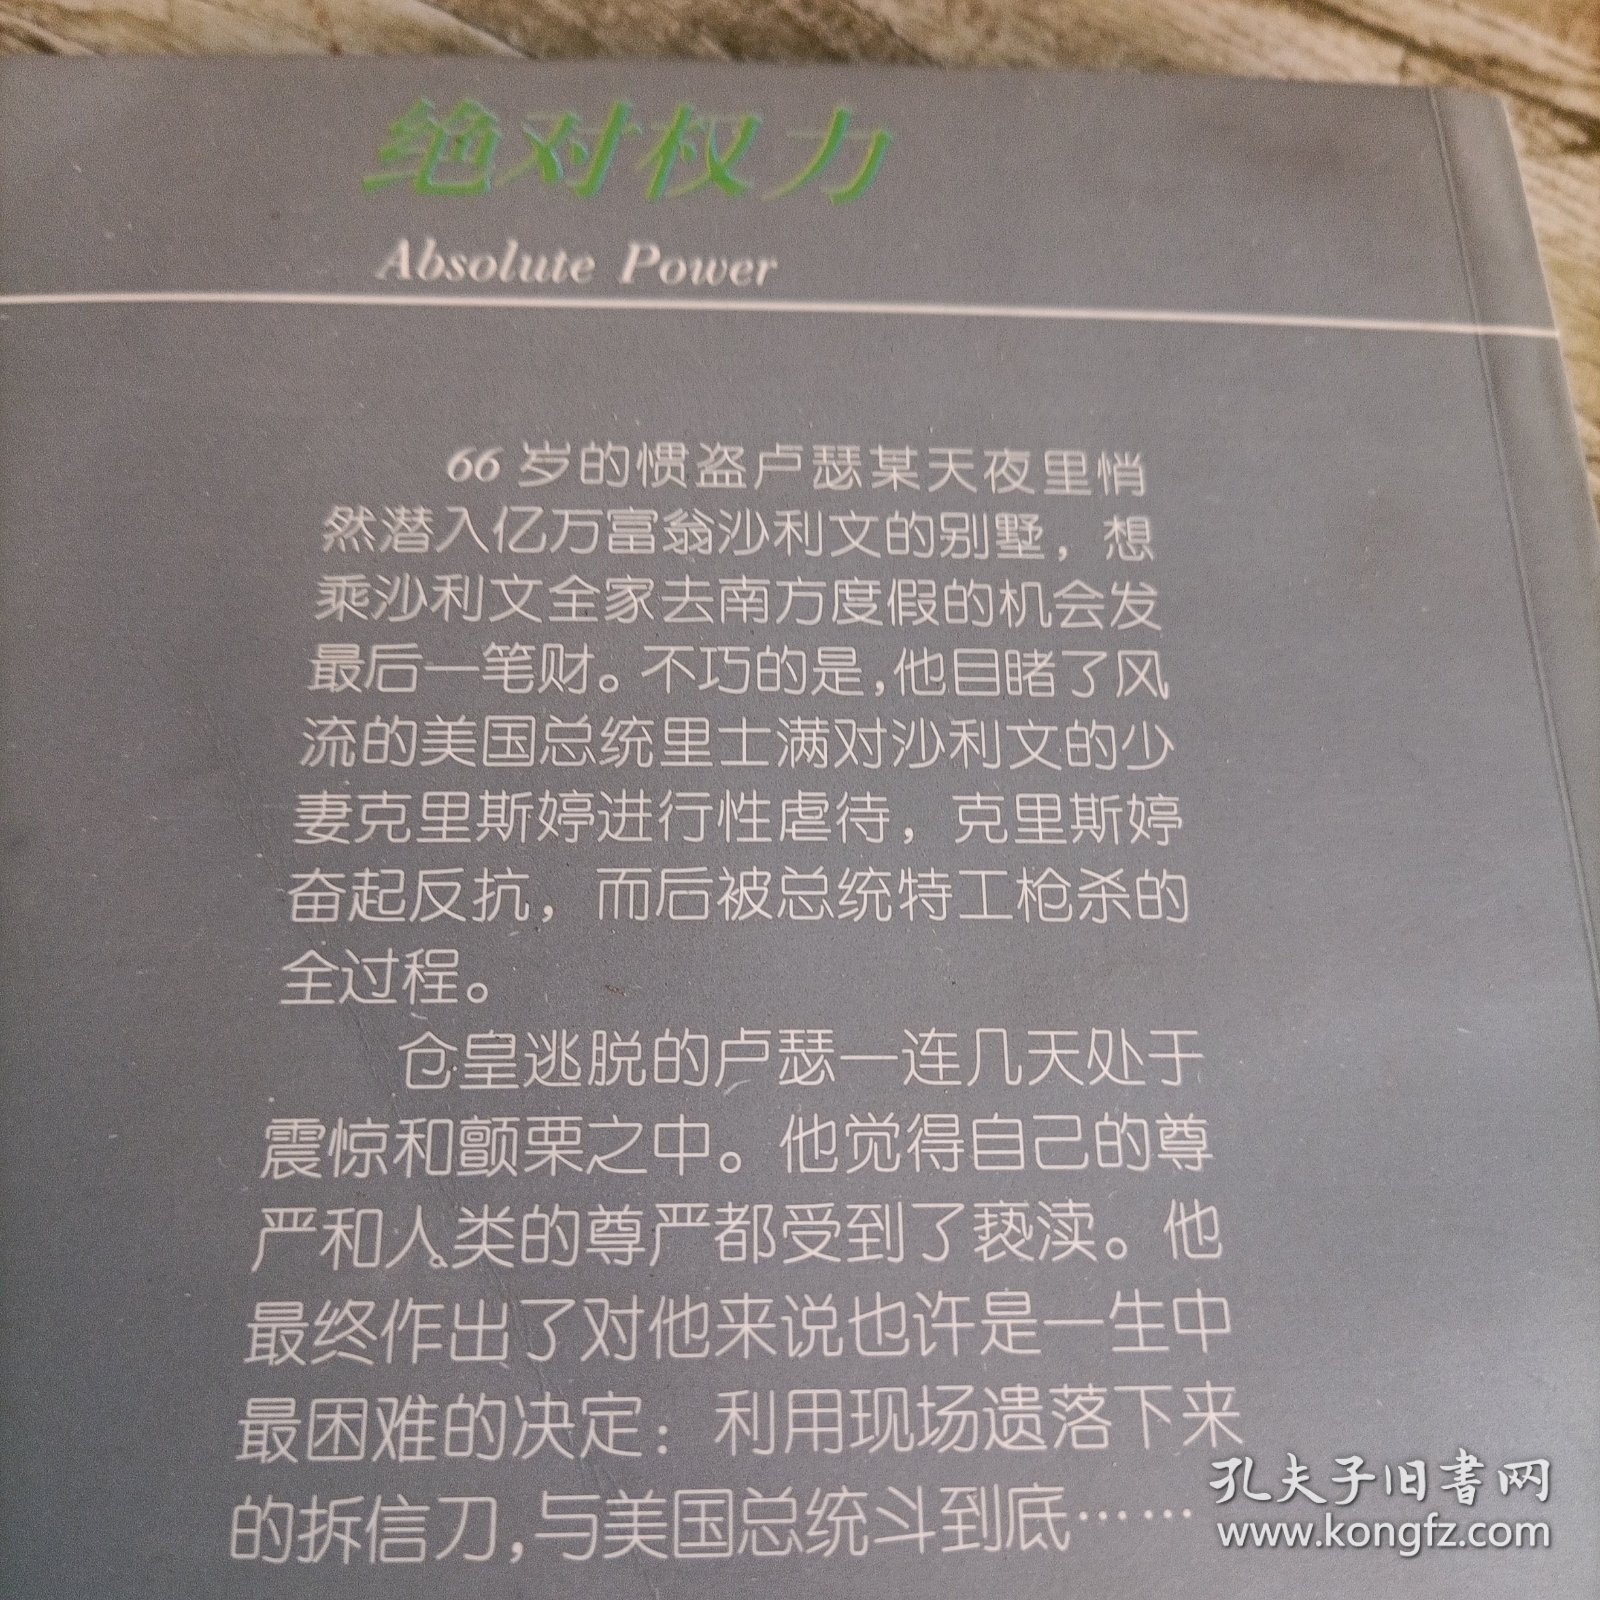 绝对权力
Absolute Power
66岁的惯盗卢瑟某天夜里悄
然潜入亿万富翁沙利文的别墅，想
乘沙利文全家去南方度假的机会发
最后一笔财。不巧的是，他目睹了风
流的美国总统里士满对沙利文的少
妻克里斯婷进行性虐待，克里斯婷
奋起反抗，而后被总统特工枪杀的
全过程。
仓皇逃脱的卢瑟一连几天处于
震惊和颤栗之中。他觉得自己的尊
严和人类的尊严都受到了亵渎。他
最终作出了对他来说也许是一生中
最困难的决定：利用现场遗落下来
的拆信刀，与美国总统斗到底……
孔夫子旧书网
www.kongfz.com